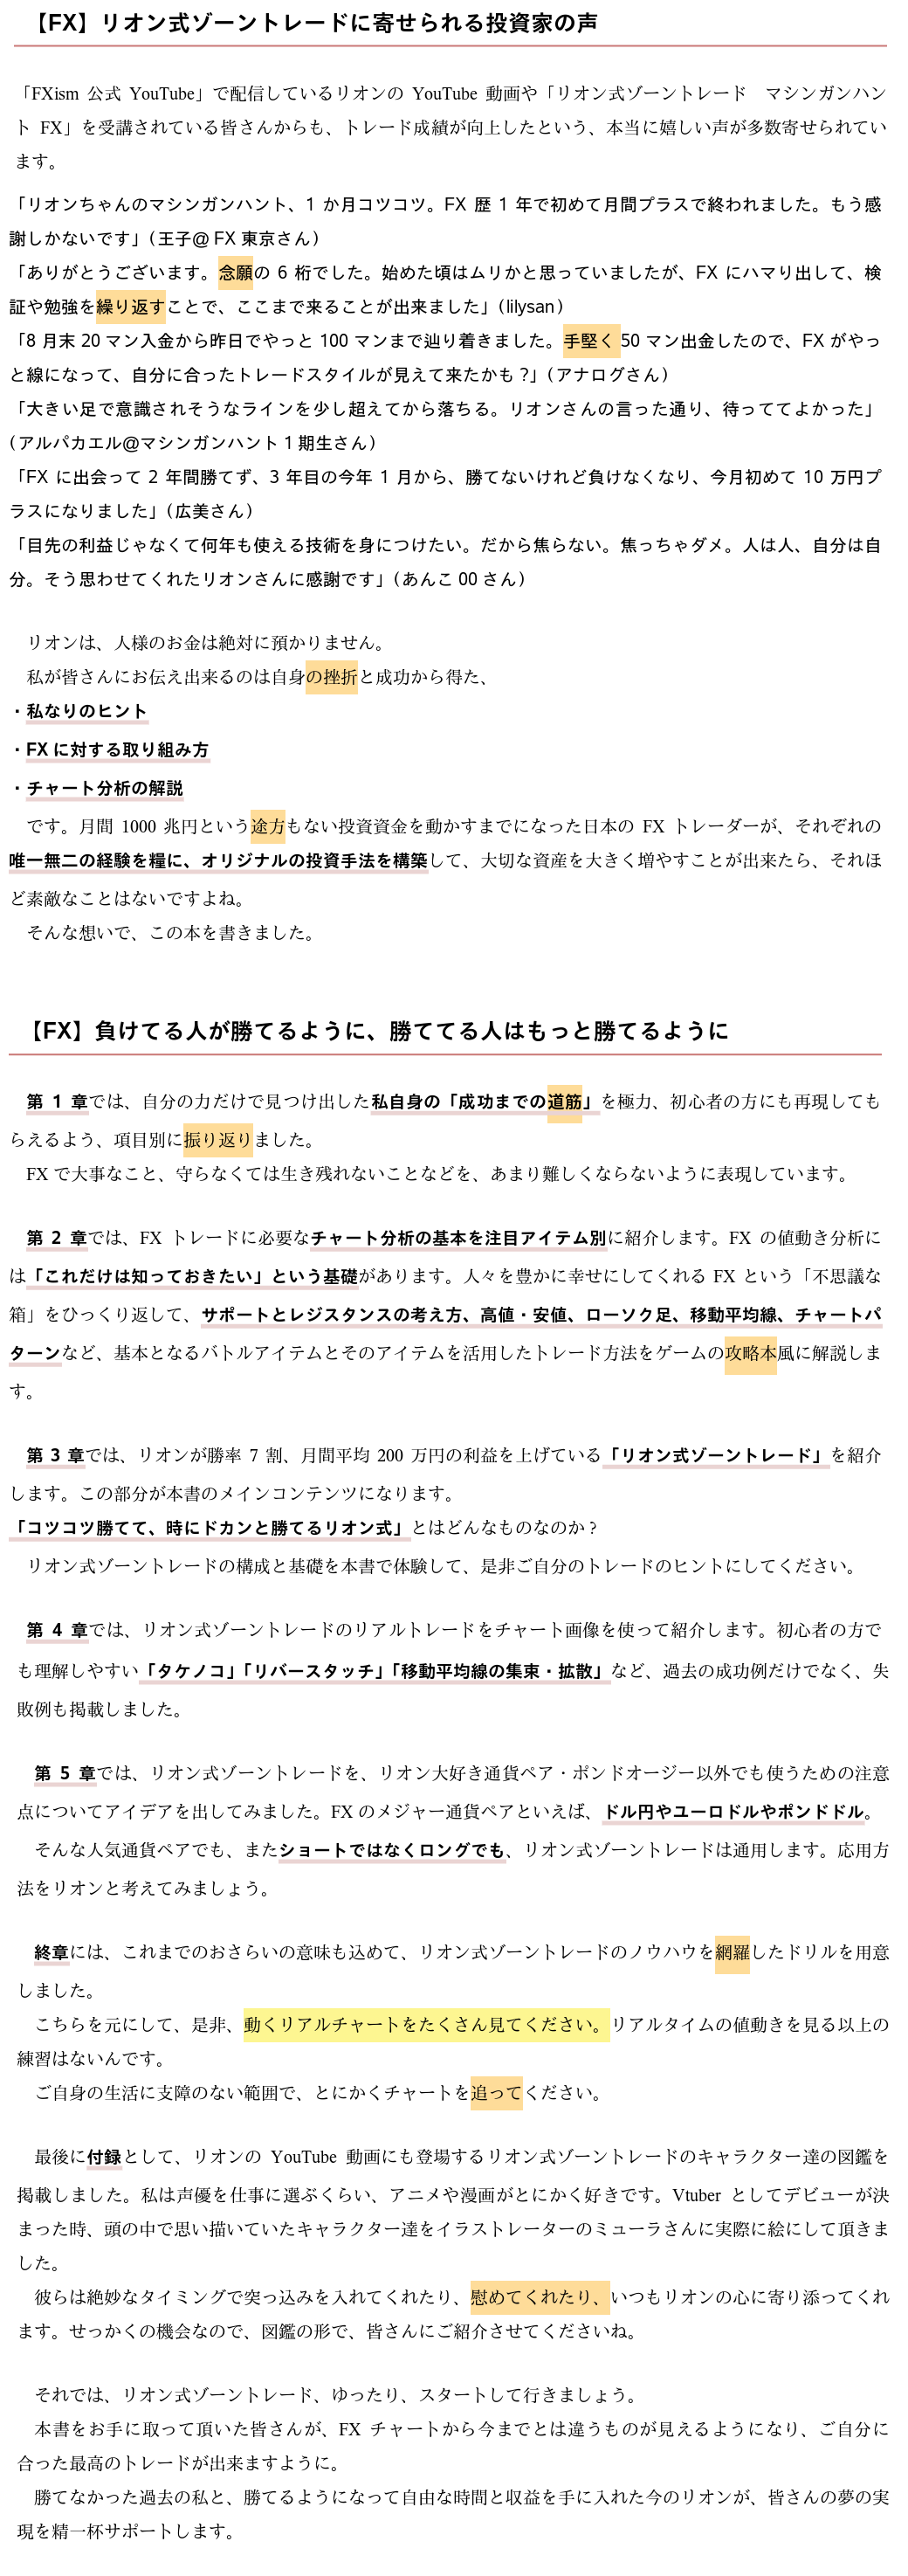 【FX】リオン式ゾーントレードに寄せられる投資家の声
「FXism 公式 YouTube」で配信しているリオンの YouTube 動画や「リオン式ゾーントレード　マシンガンハン
ト FX」を受講されている皆さんからも、トレード成績が向上したという、本当に嬉しい声が多数寄せられてい
ます。
「リオンちゃんのマシンガンハント、1 か月コツコツ。FX 歴 1 年で初めて月間プラスで終われました。もう感
謝しかないです」(王子@ FX 東京さん)
「ありがとうございます。念願の 6 桁でした。始めた頃はムリかと思っていましたが、FX にハマり出して、検
証や勉強を繰り返すことで、ここまで来ることが出来ました」(lilysan)
「8 月末 20 マン入金から昨日でやっと 100 マンまで辿り着きました。手堅く 50 マン出金したので、FX がやっ
と線になって、自分に合ったトレードスタイルが見えて来たかも?」(アナログさん)
「大きい足で意識されそうなラインを少し超えてから落ちる。リオンさんの言った通り、待っててよかった」
(アルパカエル@マシンガンハント 1 期生さん)
「FX に出会って 2 年間勝てず、3 年目の今年 1 月から、勝てないけれど負けなくなり、今月初めて 10 万円プ
ラスになりました」(広美さん)
「目先の利益じゃなくて何年も使える技術を身につけたい。だから焦らない。焦っちゃダメ。人は人、自分は自
分。そう思わせてくれたリオンさんに感謝です」(あんこ 00 さん)
リオンは、人様のお金は絶対に預かりません。
私が皆さんにお伝え出来るのは自身の挫折と成功から得た、
・私なりのヒント
・FX に対する取り組み方
・チャート分析の解説
です。月間 1000 兆円という途方もない投資資金を動かすまでになった日本の FX トレーダーが、それぞれの
唯一無二の経験を糧に、オリジナルの投資手法を構築して、大切な資産を大きく増やすことが出来たら、それほ
ど素敵なことはないですよね。
そんな想いで、この本を書きました。
【FX】負けてる人が勝てるように、勝ててる人はもっと勝てるように
第 1 章では、自分の力だけで見つけ出した私自身の「成功までの道筋」を極力、初心者の方にも再現しても
らえるよう、項目別に振り返りました。
FX で大事なこと、守らなくては生き残れないことなどを、あまり難しくならないように表現しています。
第 2 章では、FX トレードに必要なチャート分析の基本を注目アイテム別に紹介します。FX の値動き分析に
は「これだけは知っておきたい」という基礎があります。人々を豊かに幸せにしてくれる FX という「不思議な
箱」をひっくり返して、サポートとレジスタンスの考え方、高値・安値、ローソク足、移動平均線、チャートパ
ターンなど、基本となるバトルアイテムとそのアイテムを活用したトレード方法をゲームの攻略本風に解説しま
す。
第 3 章では、リオンが勝率 7 割、月間平均 200 万円の利益を上げている「リオン式ゾーントレード」を紹介
します。この部分が本書のメインコンテンツになります。
「コツコツ勝てて、時にドカンと勝てるリオン式」とはどんなものなのか?
リオン式ゾーントレードの構成と基礎を本書で体験して、是非ご自分のトレードのヒントにしてください。
第 4 章では、リオン式ゾーントレードのリアルトレードをチャート画像を使って紹介します。初心者の方で
も理解しやすい「タケノコ」「リバースタッチ」「移動平均線の集束・拡散」など、過去の成功例だけでなく、失
敗例も掲載しました。
第 5 章では、リオン式ゾーントレードを、リオン大好き通貨ペア・ポンドオージー以外でも使うための注意
点についてアイデアを出してみました。FX のメジャー通貨ペアといえば、ドル円やユーロドルやポンドドル。
そんな人気通貨ペアでも、またショートではなくロングでも、リオン式ゾーントレードは通用します。応用方
法をリオンと考えてみましょう。
終章には、これまでのおさらいの意味も込めて、リオン式ゾーントレードのノウハウを網羅したドリルを用意
しました。
こちらを元にして、是非、動くリアルチャートをたくさん見てください。リアルタイムの値動きを見る以上の
練習はないんです。
ご自身の生活に支障のない範囲で、とにかくチャートを追ってください。
最後に付録として、リオンの YouTube 動画にも登場するリオン式ゾーントレードのキャラクター達の図鑑を
掲載しました。私は声優を仕事に選ぶくらい、アニメや漫画がとにかく好きです。Vtuber としてデビューが決
まった時、頭の中で思い描いていたキャラクター達をイラストレーターのミューラさんに実際に絵にして頂きま
した。
彼らは絶妙なタイミングで突っ込みを入れてくれたり、慰めてくれたり、いつもリオンの心に寄り添ってくれ
ます。せっかくの機会なので、図鑑の形で、皆さんにご紹介させてくださいね。
それでは、リオン式ゾーントレード、ゆったり、スタートして行きましょう。
本書をお手に取って頂いた皆さんが、FX チャートから今までとは違うものが見えるようになり、ご自分に
合った最高のトレードが出来ますように。
勝てなかった過去の私と、勝てるようになって自由な時間と収益を手に入れた今のリオンが、皆さんの夢の実
現を精一杯サポートします。